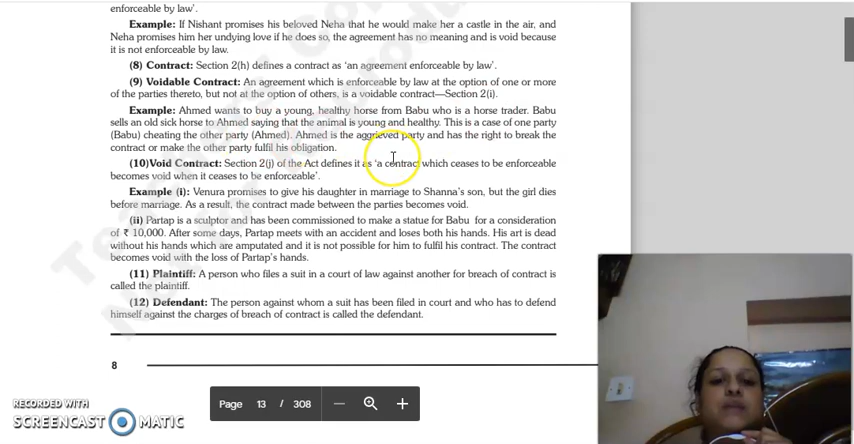 enforceable by law'.
Example: If Nishant promises his beloved Neha that he would make her a castle in the air, and
Neha promises him her undying love if he does so, the agreement has no meaning and is void because
it is not enforceable by law.
(8) Contract: Section 2(h) defines a contract as 'an agreement enforceable by law'.
(9) Voidable Contract: An agreement which is enforceable by law at the option of one or more
of the parties thereto, but not at the option of others, is a voidable contract—Section 2(i).
Example: Ahmed wants to buy a young, healthy horse from Babu who is a horse trader. Babu
sells an old sick horse to Ahmed saying that the animal is young and healthy. This is a case of one party
(Babu) cheating the other party (Ahmed). Ahmed is the aggrieved party and has the right to break the
contract or make the other party fulfil his obligation.
(10)Void Contract: Section 2(j) of the Act defines it as 'a contract which ceases to be enforceable
becomes void when it ceases to be enforceable'.
Example (i): Venura promises to give his daughter in marriage to Shanna's son, but the girl dies
before marriage. As a result, the contract made between the parties becomes void.
(ii) Partap is a sculptor and has been commissioned to make a statue for Babu for a consideration
of ₹ 10,000. After some days, Partap meets with an accident and loses both his hands. His art is dead
without his hands which are amputated and it is not possible for him to fulfil his contract. The contract
becomes void with the loss of Partap's hands.
(11) Plaintiff: A person who files a suit in a court of law against another for breach of contract is
called the plaintiff.
(12) Defendant: The person against whom a suit has been filed in court and who has to defend
himself against the charges of breach of contract is called the defendant.
8
Page 13 / 308
RECORDED WITH
SCREENCAST MATIC